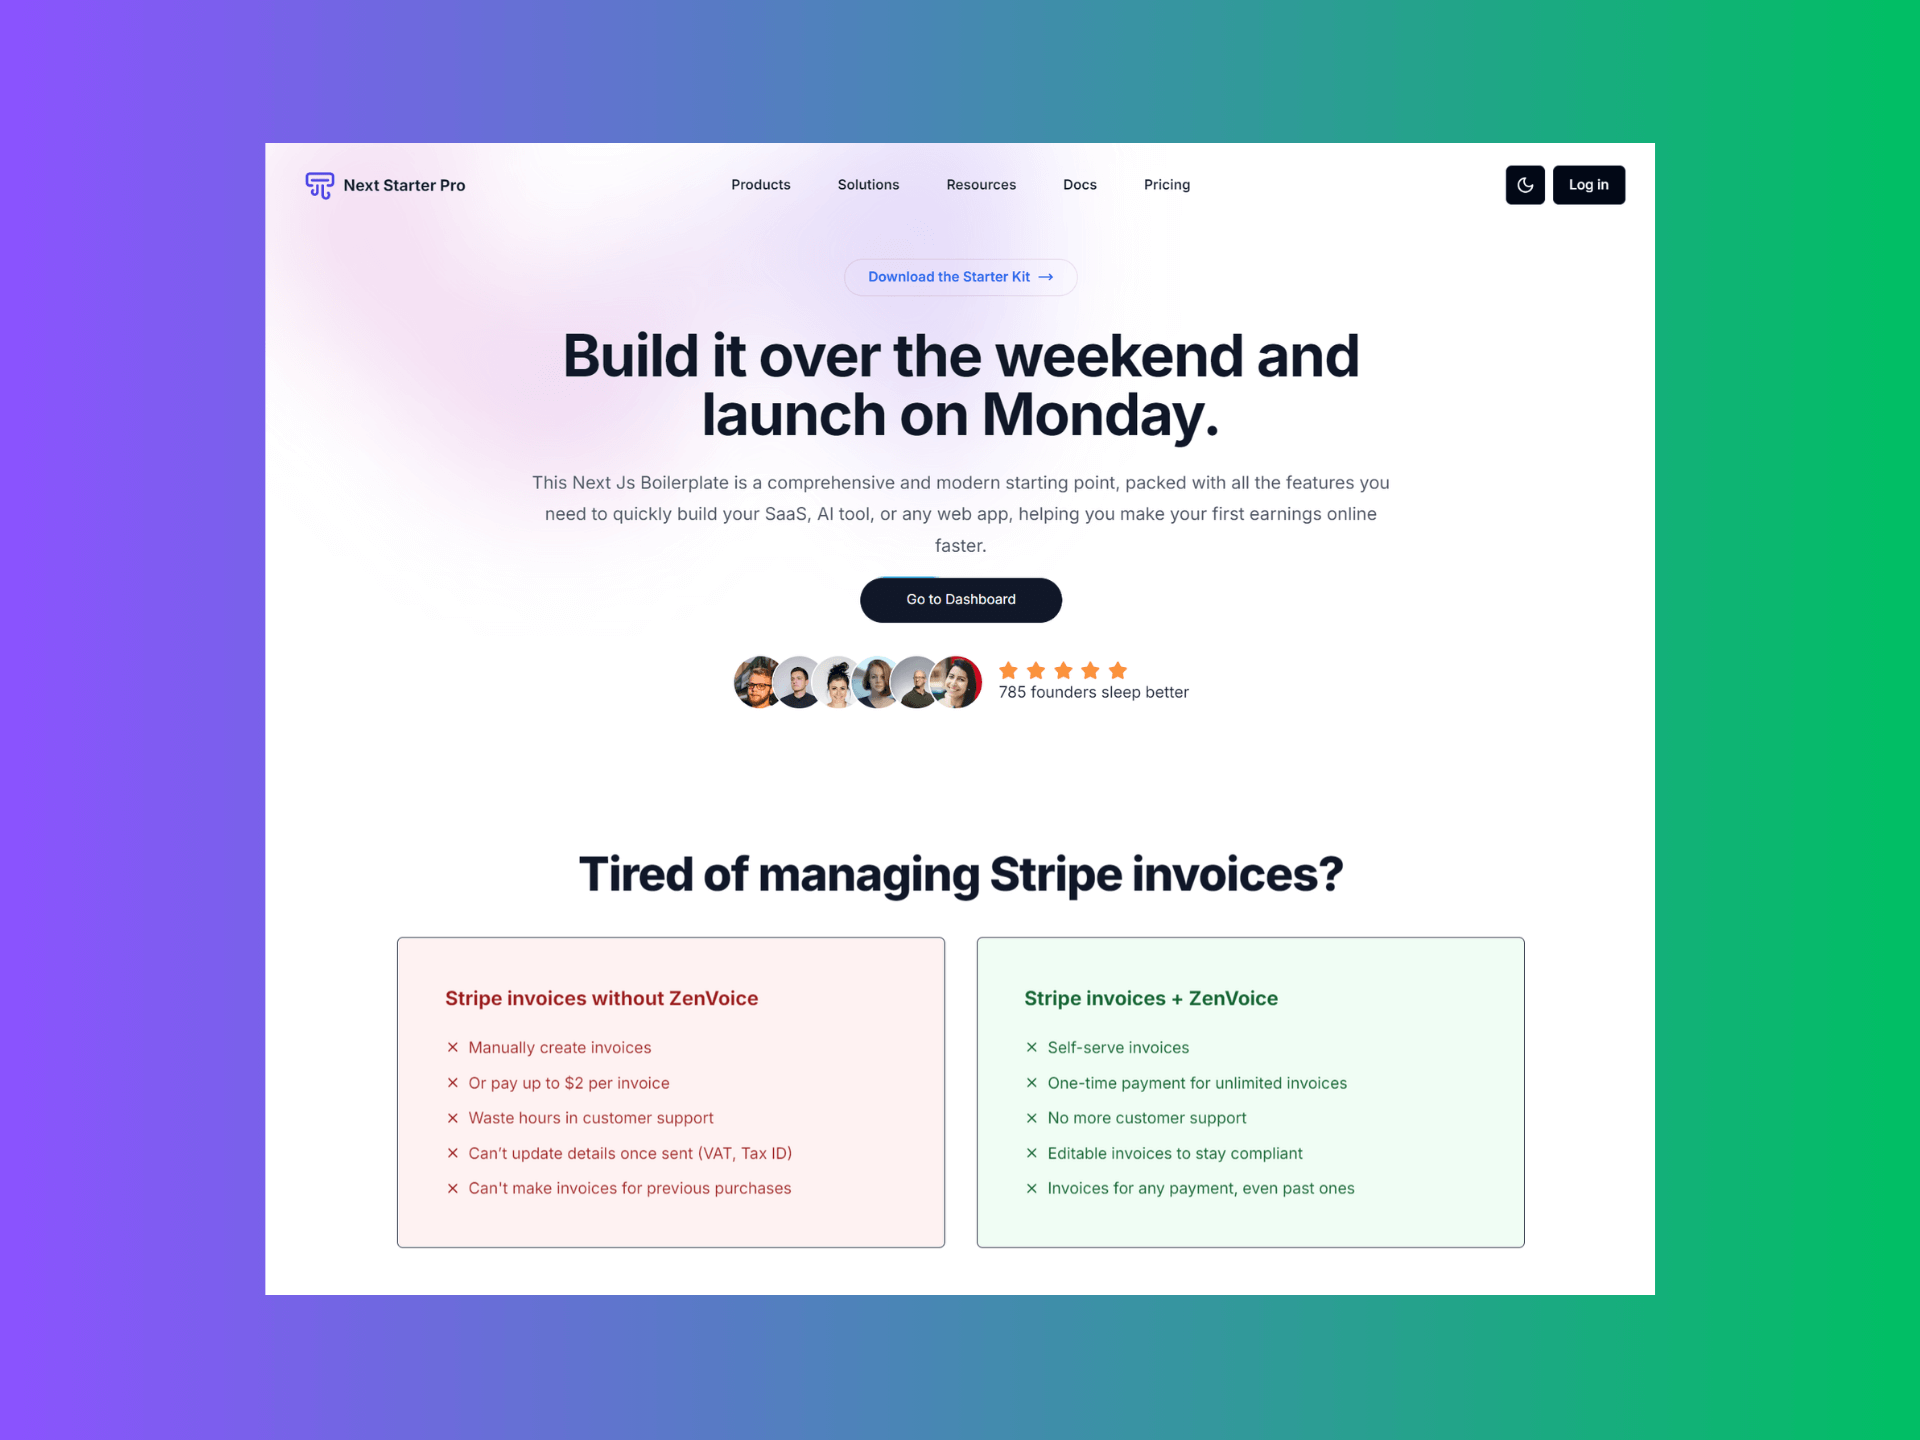 Next Starter Pro
Products
Solutions
Resources
Docs
Pricing
Log in
Download the Starter Kit →
Build it over the weekend and
launch on Monday.
This Next Js Boilerplate is a comprehensive and modern starting point, packed with all the features you
need to quickly build your SaaS, AI tool, or any web app, helping you make your first earnings online
faster.
Go to Dashboard
785 founders sleep better
Tired of managing Stripe invoices?
Stripe invoices without ZenVoice
Manually create invoices
Or pay up to $2 per invoice
Waste hours in customer support
Can’t update details once sent (VAT, Tax ID)
Can't make invoices for previous purchases
Stripe invoices + ZenVoice
Self-serve invoices
One-time payment for unlimited invoices
No more customer support
Editable invoices to stay compliant
Invoices for any payment, even past ones